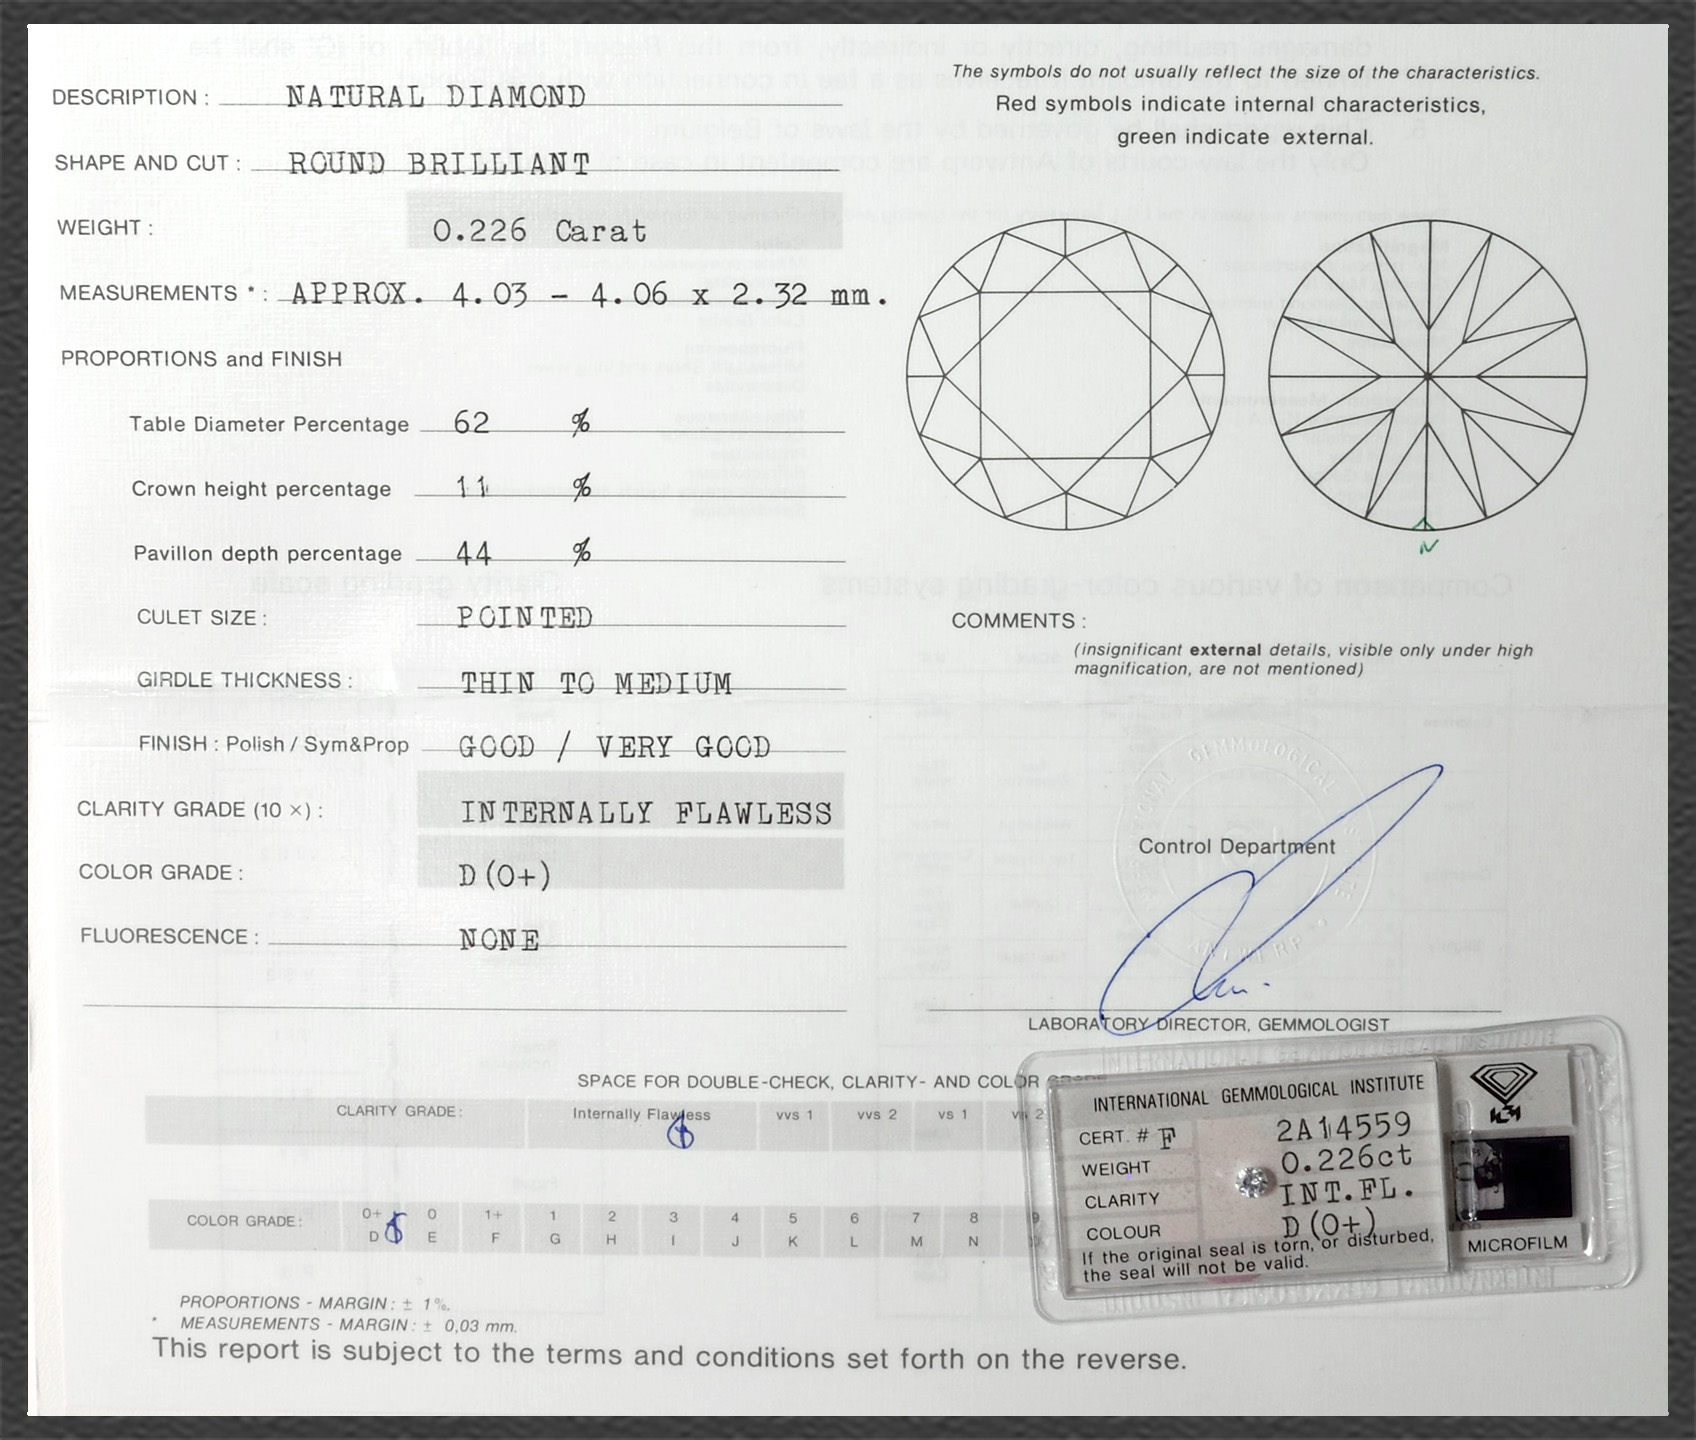 DESCRIPTION : NATURAL DIAMOND
SHAPE AND CUT : ROUND BRILLIANT
WEIGHT : 0.226 Carat
MEASUREMENTS * : APPROX. 4.03 - 4.06 x 2.32 mm.
PROPORTIONS and FINISH
Table Diameter Percentage 62 %
Crown height percentage 11 %
Pavillon depth percentage 44 %
CULET SIZE : POINTED
GIRDLE THICKNESS : THIN TO MEDIUM
FINISH : Polish / Sym&Prop GOOD / VERY GOOD
CLARITY GRADE (10 ×) : INTERNALLY FLAWLESS
COLOR GRADE : D (0+)
FLUORESCENCE : NONE
The symbols do not usually reflect the size of the characteristics.
Red symbols indicate internal characteristics,
green indicate external.
N
COMMENTS :
(insignificant external details, visible only under high
magnification, are not mentioned)
GEMMOLOGICAL
ANTWERP
Control Department
LABORATORY DIRECTOR, GEMMOLOGIST
SPACE FOR DOUBLE-CHECK, CLARITY- AND COLOR GRADE
CLARITY GRADE : Internally Flawless vvs 1 vvs 2 vs 1 vs 2
COLOR GRADE : 0+ 0 1+ 1 2 3 4 5 6 7 8 9
D E F G H I J K L M N
PROPORTIONS - MARGIN : ± 1%.
* MEASUREMENTS - MARGIN : ± 0,03 mm.
This report is subject to the terms and conditions set forth on the reverse.
INTERNATIONAL GEMMOLOGICAL INSTITUTE
CERT. # F 2A14559
WEIGHT 0.226ct
CLARITY INT.FL.
COLOUR D (0+)
If the original seal is torn, or disturbed,
the seal will not be valid.
MICROFILM